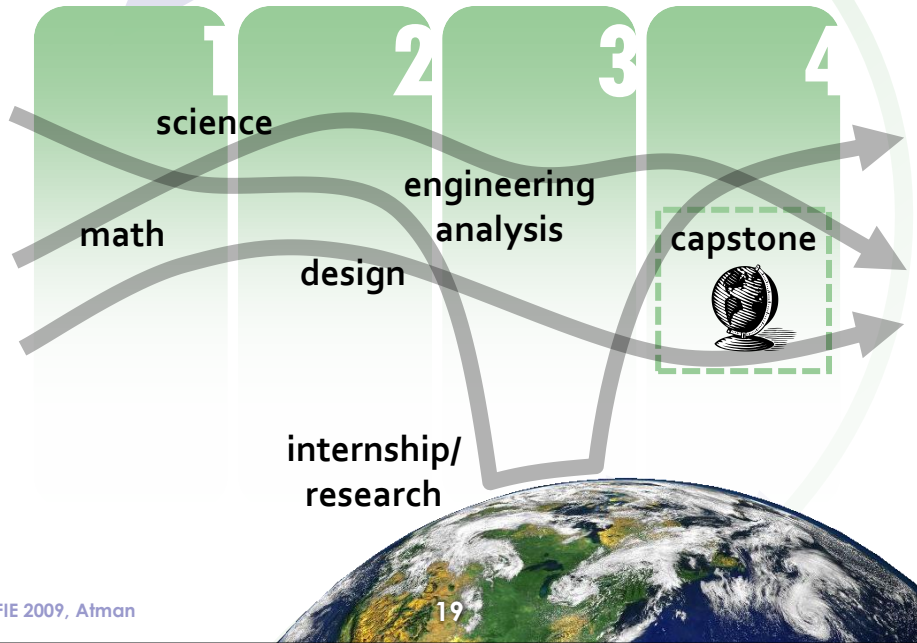 1 2 3 4
science
math
engineering
analysis
design
capstone
internship/
research
FIE 2009, Atman
19